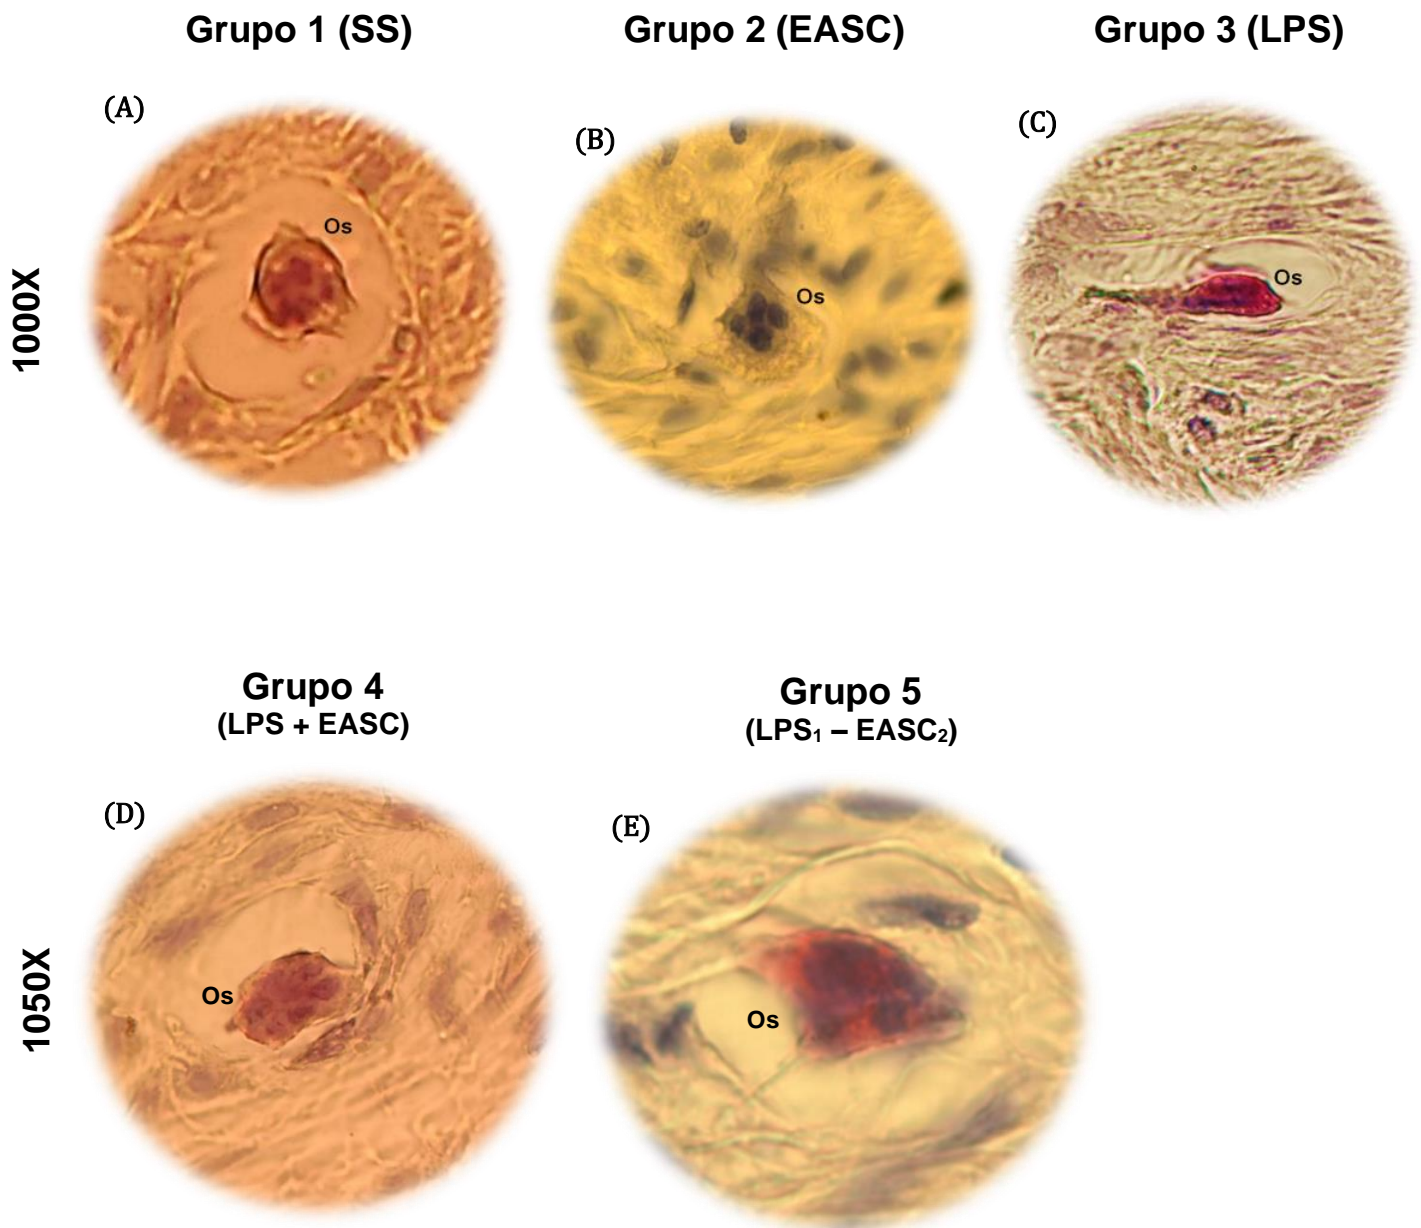 Grupo 1 (SS)
Grupo 2 (EASC)
Grupo 3 (LPS)
(A)
(B)
(C)
1000X
Os
Os
Os
Grupo 4
(LPS + EASC)
Grupo 5
(LPS₁ – EASC₂)
(D)
(E)
1050X
Os
Os